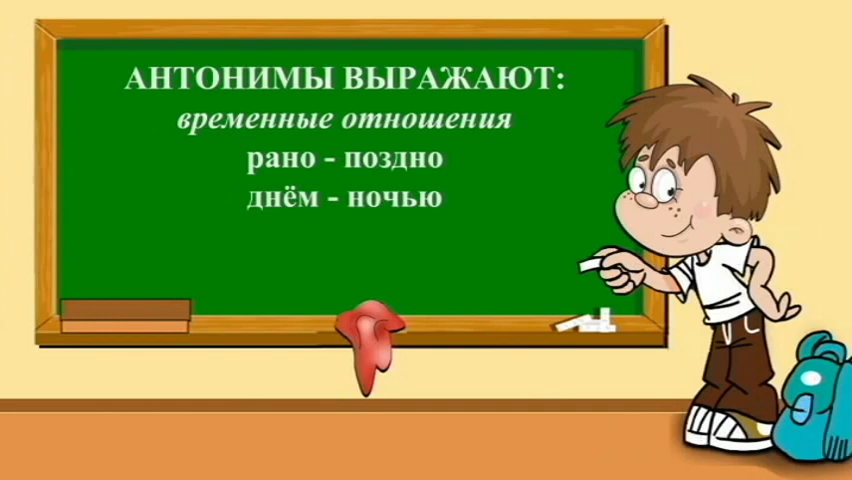 АНТОНИМЫ ВЫРАЖАЮТ:
временные отношения
рано - поздно
днём - ночью